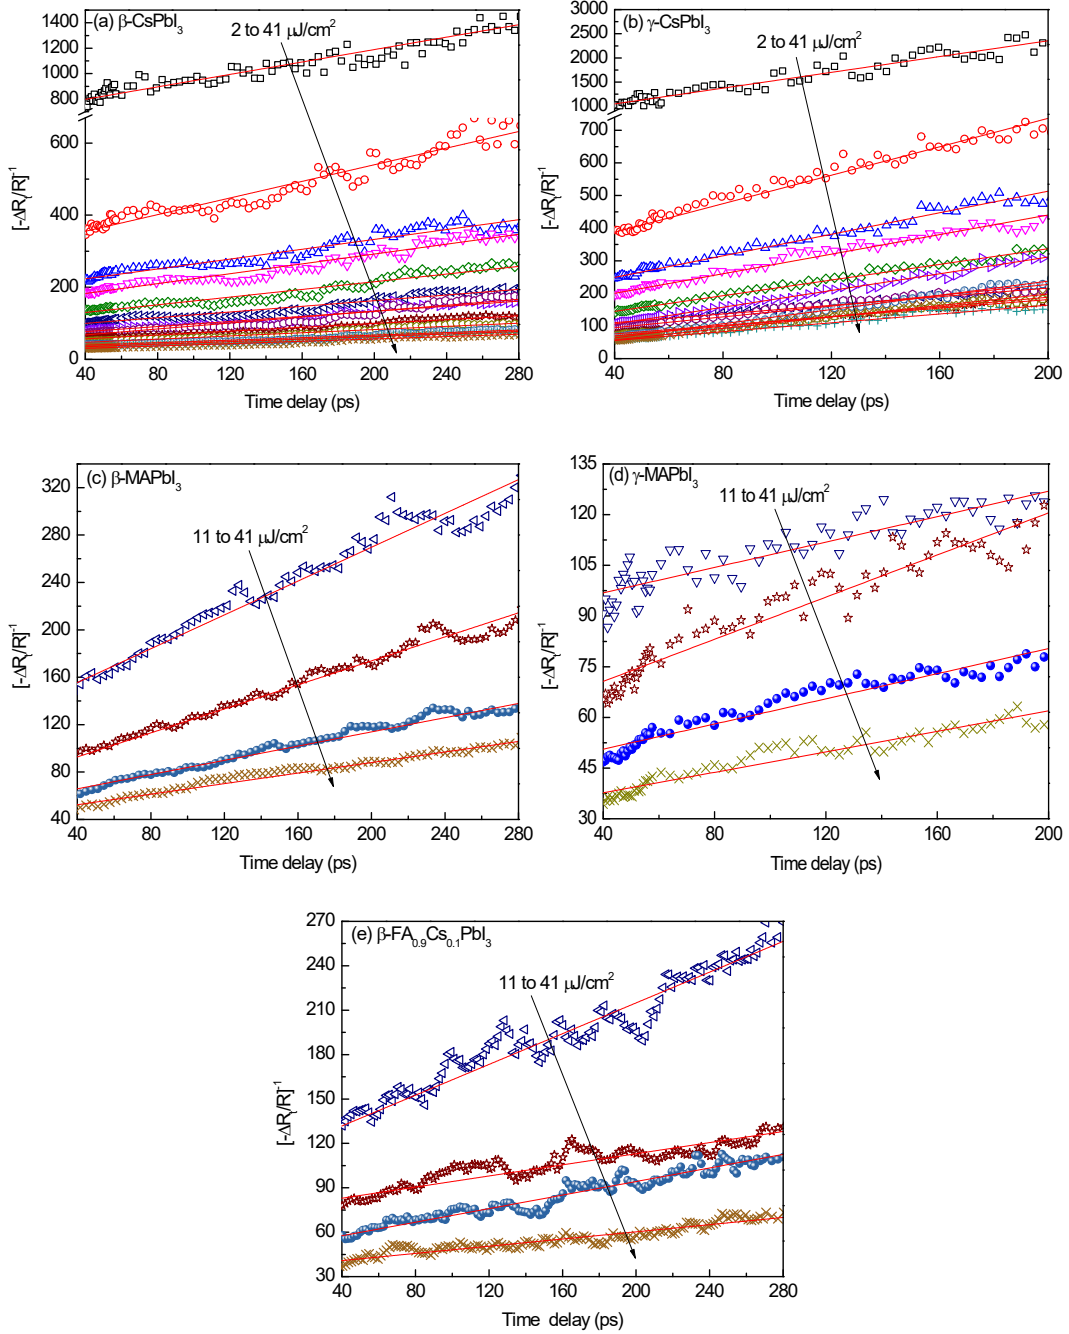 (a) β-CsPbI3
2 to 41 μJ/cm2
1400
1200
1000
800
600
400
200
0
40 80 120 160 200 240 280
Time delay (ps)
[-ΔRt/R]-1
(b) γ-CsPbI3
2 to 41 μJ/cm2
2500
2000
1500
1000
700
600
500
400
300
200
100
0
40 80 120 160 200
Time delay (ps)
[-ΔRt/R]-1
(c) β-MAPbI3
11 to 41 μJ/cm2
320
280
240
200
160
120
80
40
40 80 120 160 200 240 280
Time delay (ps)
[-ΔRt/R]-1
(d) γ-MAPbI3
11 to 41 μJ/cm2
135
120
105
90
75
60
45
30
40 80 120 160 200
Time delay (ps)
[-ΔRt/R]-1
(e) β-FA0.9Cs0.1PbI3
11 to 41 μJ/cm2
270
240
210
180
150
120
90
60
30
40 80 120 160 200 240 280
Time delay (ps)
[-ΔRt/R]-1